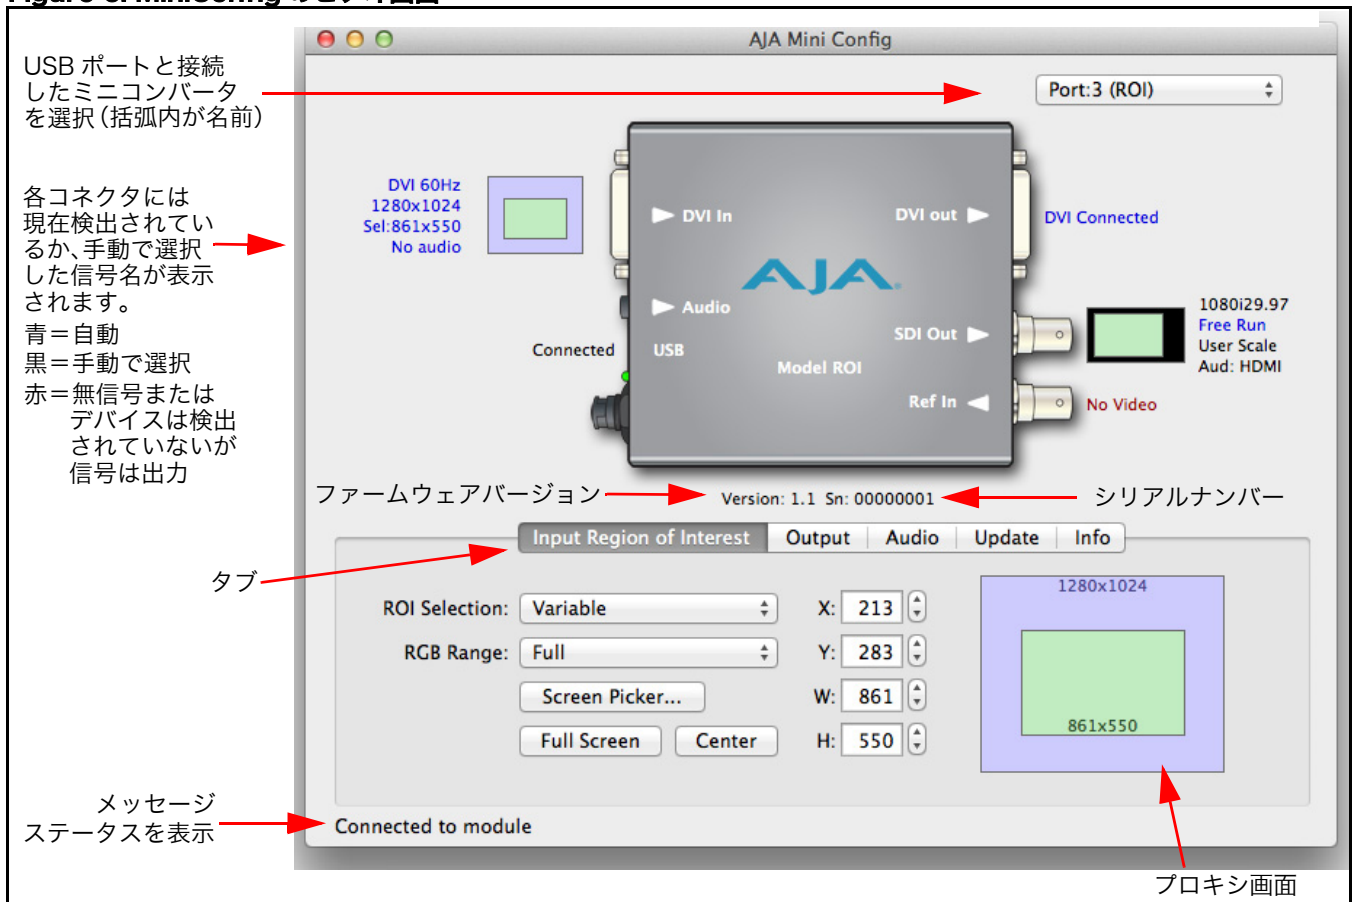 AJA Mini Config
USB ポートと接続
したミニコンバータ
を選択(括弧内が名前)
Port:3 (ROI)
各コネクタには
現在検出されてい
るか、手動で選択
した信号名が表示
されます。
青＝自動
黒＝手動で選択
赤＝無信号または
デバイスは検出
されていないが
信号は出力
DVI 60Hz
1280x1024
Sel:861x550
No audio
DVI In
DVI out
DVI Connected
AJA
Audio
Connected
USB
SDI Out
Model ROI
Ref In
1080i29.97
Free Run
User Scale
Aud: HDMI
No Video
ファームウェアバージョン
Version: 1.1 Sn: 00000001
シリアルナンバー
タブ
Input Region of Interest
Output
Audio
Update
Info
ROI Selection:
Variable
X: 213
RGB Range:
Full
Y: 283
Screen Picker...
W: 861
Full Screen
Center
H: 550
1280x1024
861x550
メッセージ
ステータスを表示
Connected to module
プロキシ画面